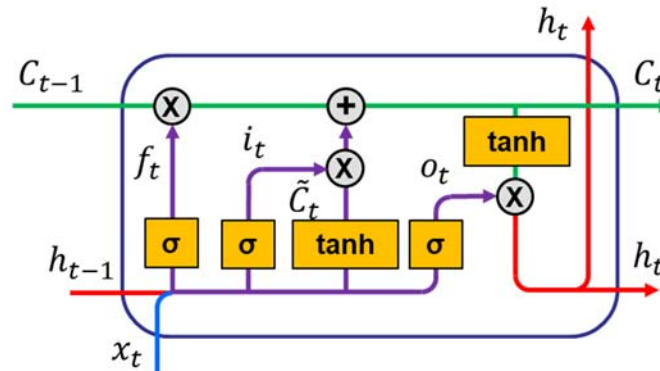 h_t
C_{t-1}
C_t
X
+
i_t
tanh
f_t
X
o_t
C̃_t
X
σ
σ
tanh
σ
h_{t-1}
h_t
x_t